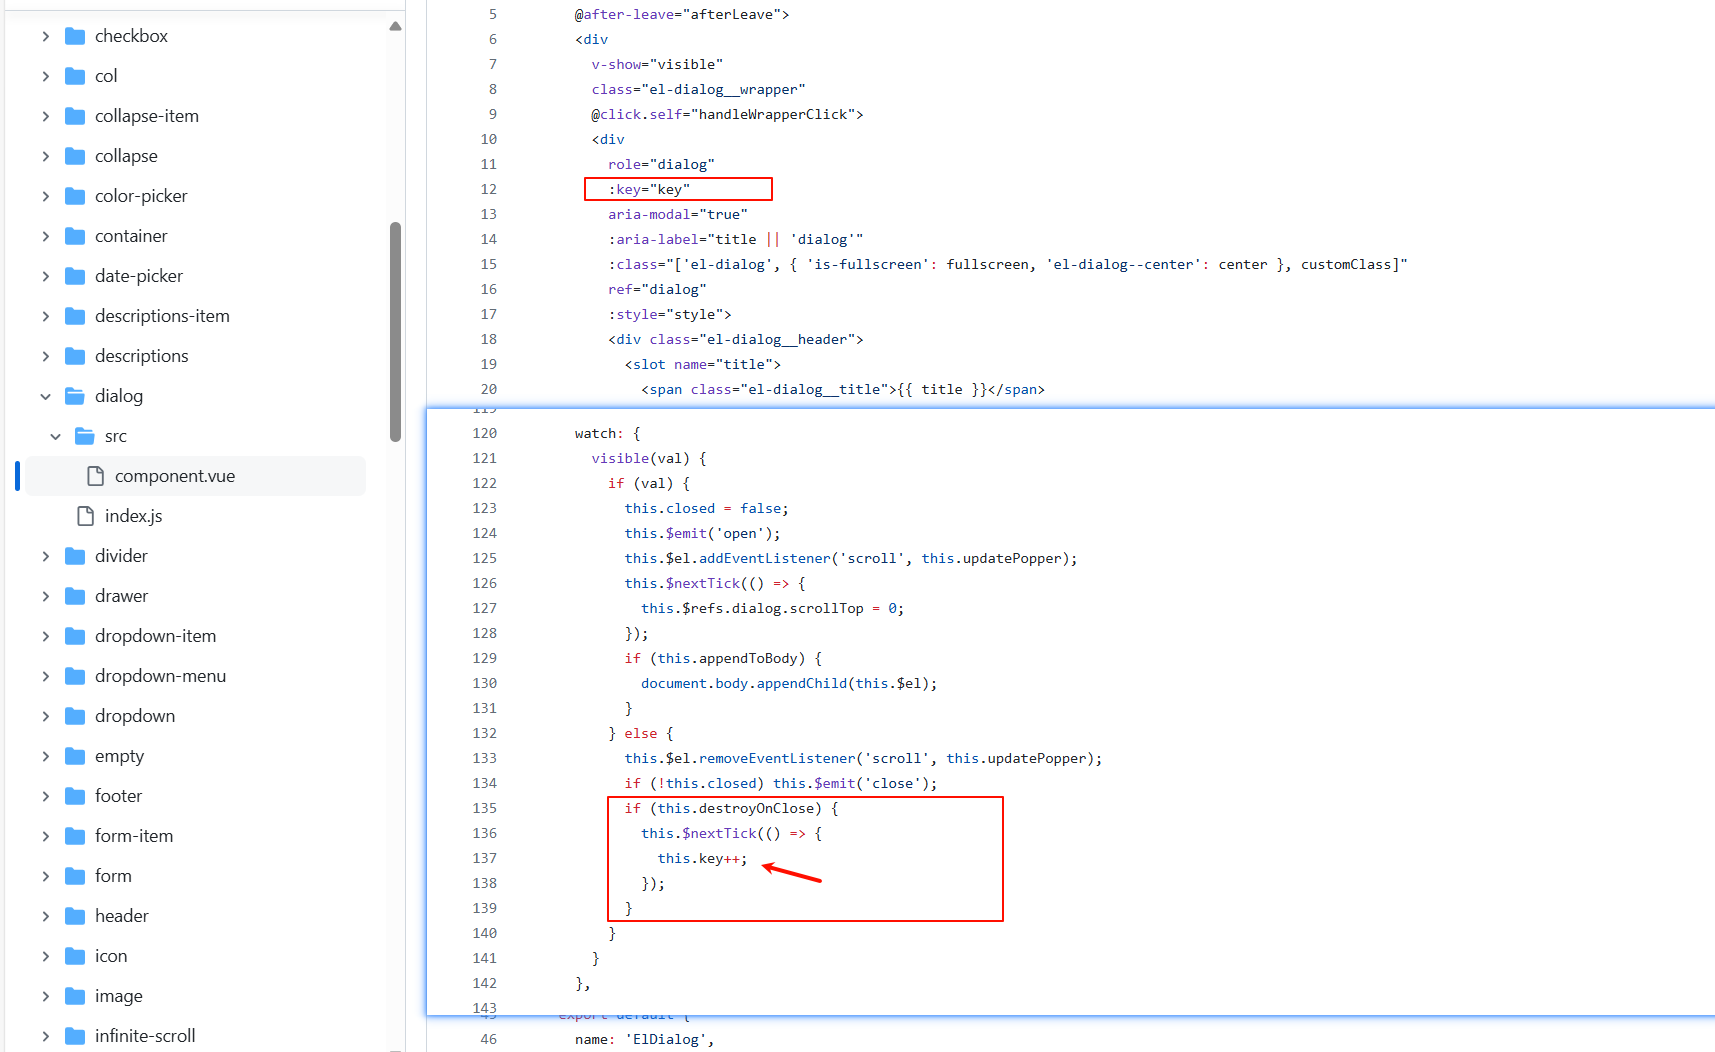 checkbox
col
collapse-item
collapse
color-picker
container
date-picker
descriptions-item
descriptions
dialog
src
component.vue
index.js
divider
drawer
dropdown-item
dropdown-menu
dropdown
empty
footer
form-item
form
header
icon
image
infinite-scroll
5 @after-leave="afterLeave">
6 <div
7 v-show="visible"
8 class="el-dialog__wrapper"
9 @click.self="handleWrapperClick">
10 <div
11 role="dialog"
12 :key="key"
13 aria-modal="true"
14 :aria-label="title || 'dialog'"
15 :class="['el-dialog', { 'is-fullscreen': fullscreen, 'el-dialog--center': center }, customClass]"
16 ref="dialog"
17 :style="style">
18 <div class="el-dialog__header">
19 <slot name="title">
20 <span class="el-dialog__title">{{ title }}</span>
119
120 watch: {
121 visible(val) {
122 if (val) {
123 this.closed = false;
124 this.$emit('open');
125 this.$el.addEventListener('scroll', this.updatePopper);
126 this.$nextTick(() => {
127 this.$refs.dialog.scrollTop = 0;
128 });
129 if (this.appendToBody) {
130 document.body.appendChild(this.$el);
131 }
132 } else {
133 this.$el.removeEventListener('scroll', this.updatePopper);
134 if (!this.closed) this.$emit('close');
135 if (this.destroyOnClose) {
136 this.$nextTick(() => {
137 this.key++;
138 });
139 }
140 }
141 }
142 },
143
45 export default {
46 name: 'ElDialog',